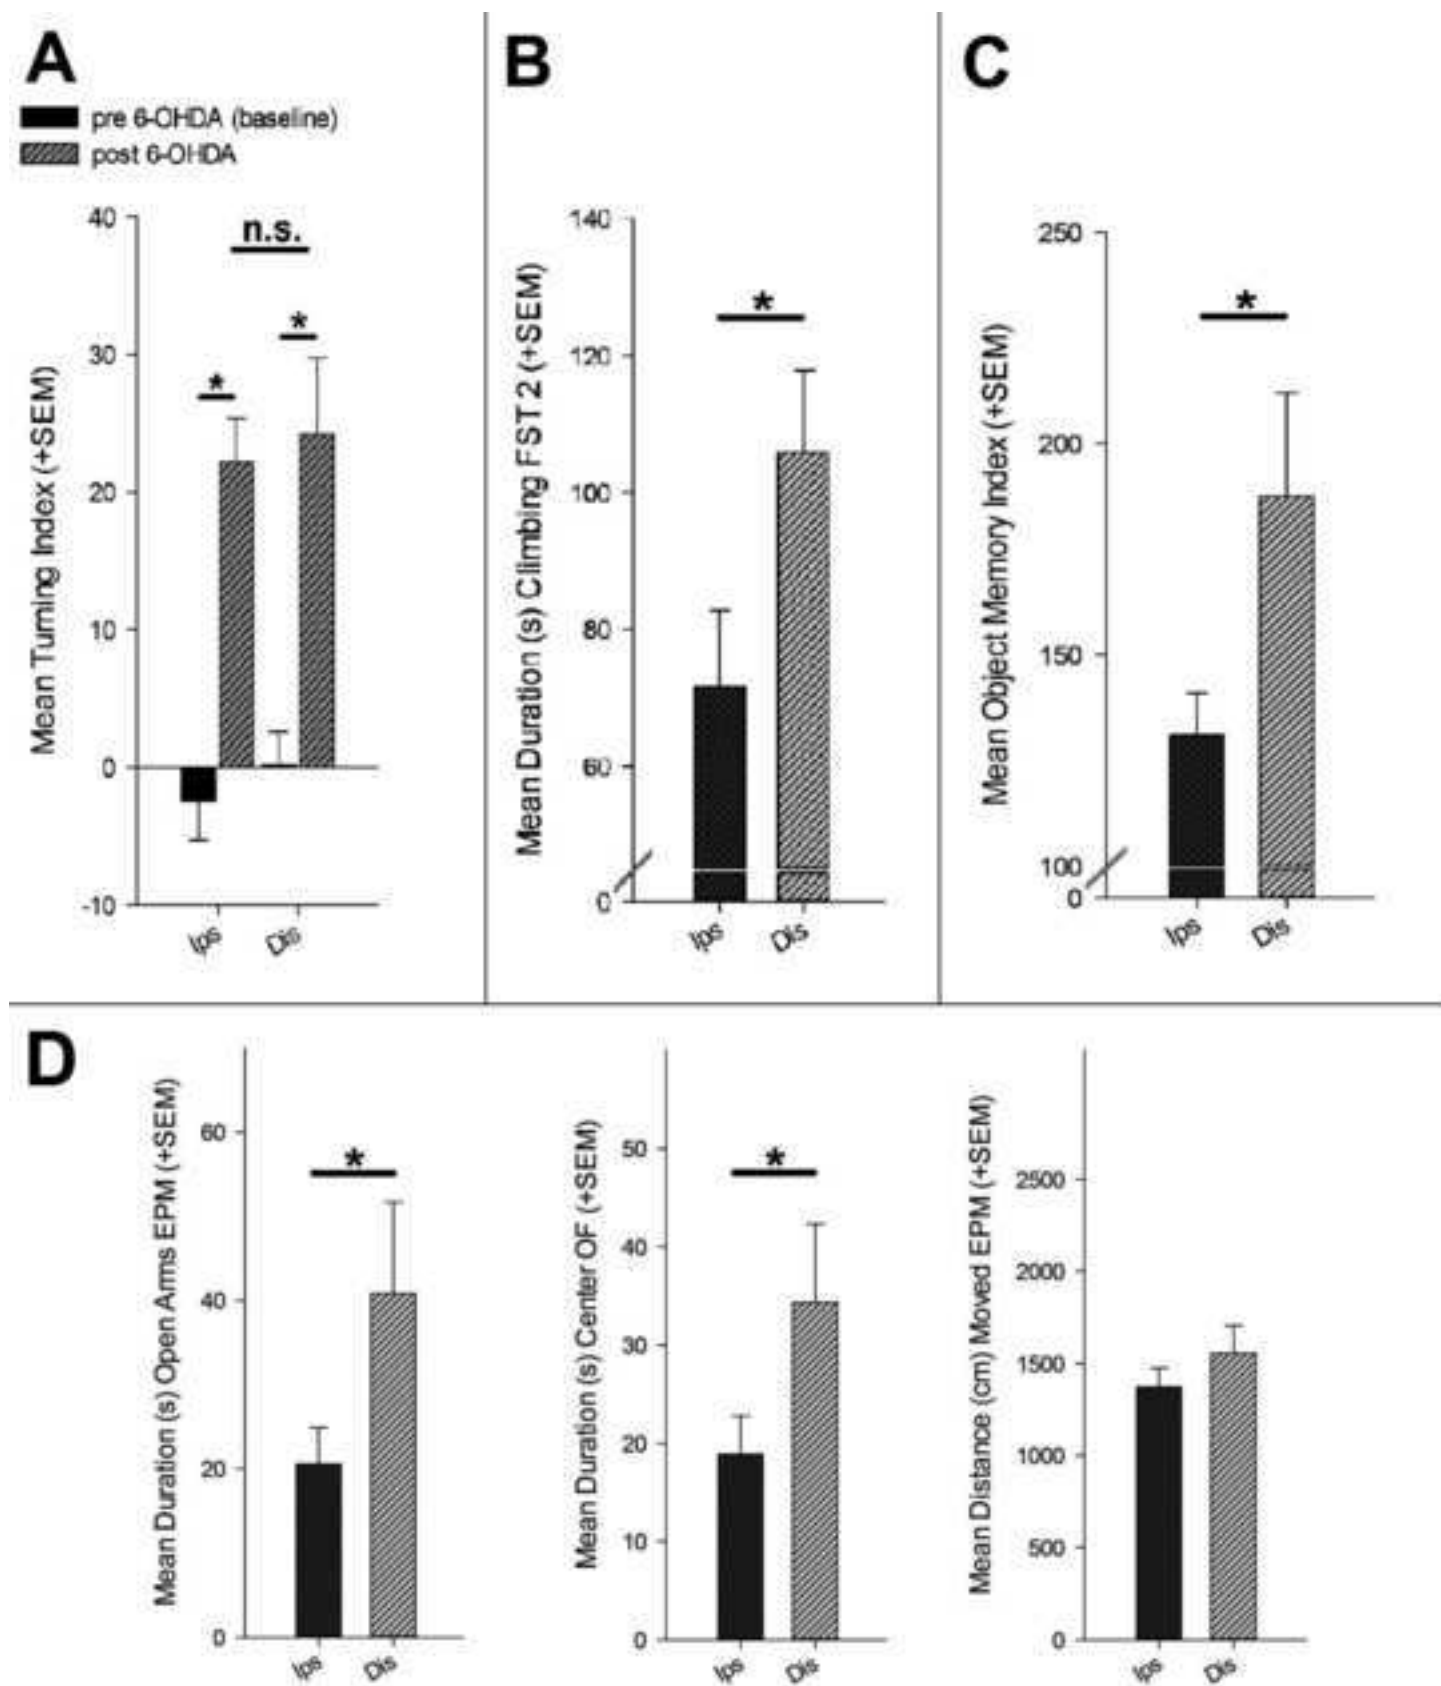 A
pre 6-OHDA (baseline)
post 6-OHDA
Mean Turning Index (+SEM)
40
30
20
10
0
-10
n.s.
*
*
Ips
Dis
B
Mean Duration (s) Climbing FST 2 (+SEM)
140
120
100
80
60
0
*
Ips
Dis
C
Mean Object Memory Index (+SEM)
250
200
150
100
0
*
Ips
Dis
D
Mean Duration (s) Open Arms EPM (+SEM)
60
40
20
0
*
Ips
Dis
Mean Duration (s) Center OF (+SEM)
50
40
30
20
10
0
*
Ips
Dis
Mean Distance (cm) Moved EPM (+SEM)
2500
2000
1500
1000
500
0
Ips
Dis